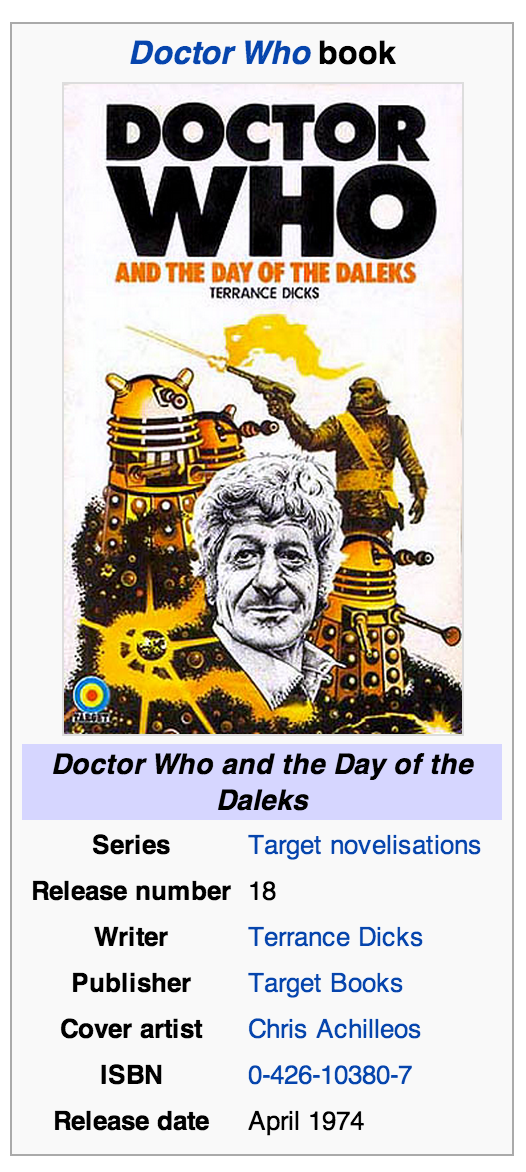 Doctor Who book
DOCTOR
WHO
AND THE DAY OF THE DALEKS
TERRANCE DICKS
TARGET
Doctor Who and the Day of the
Daleks
Series Target novelisations
Release number 18
Writer Terrance Dicks
Publisher Target Books
Cover artist Chris Achilleos
ISBN 0-426-10380-7
Release date April 1974